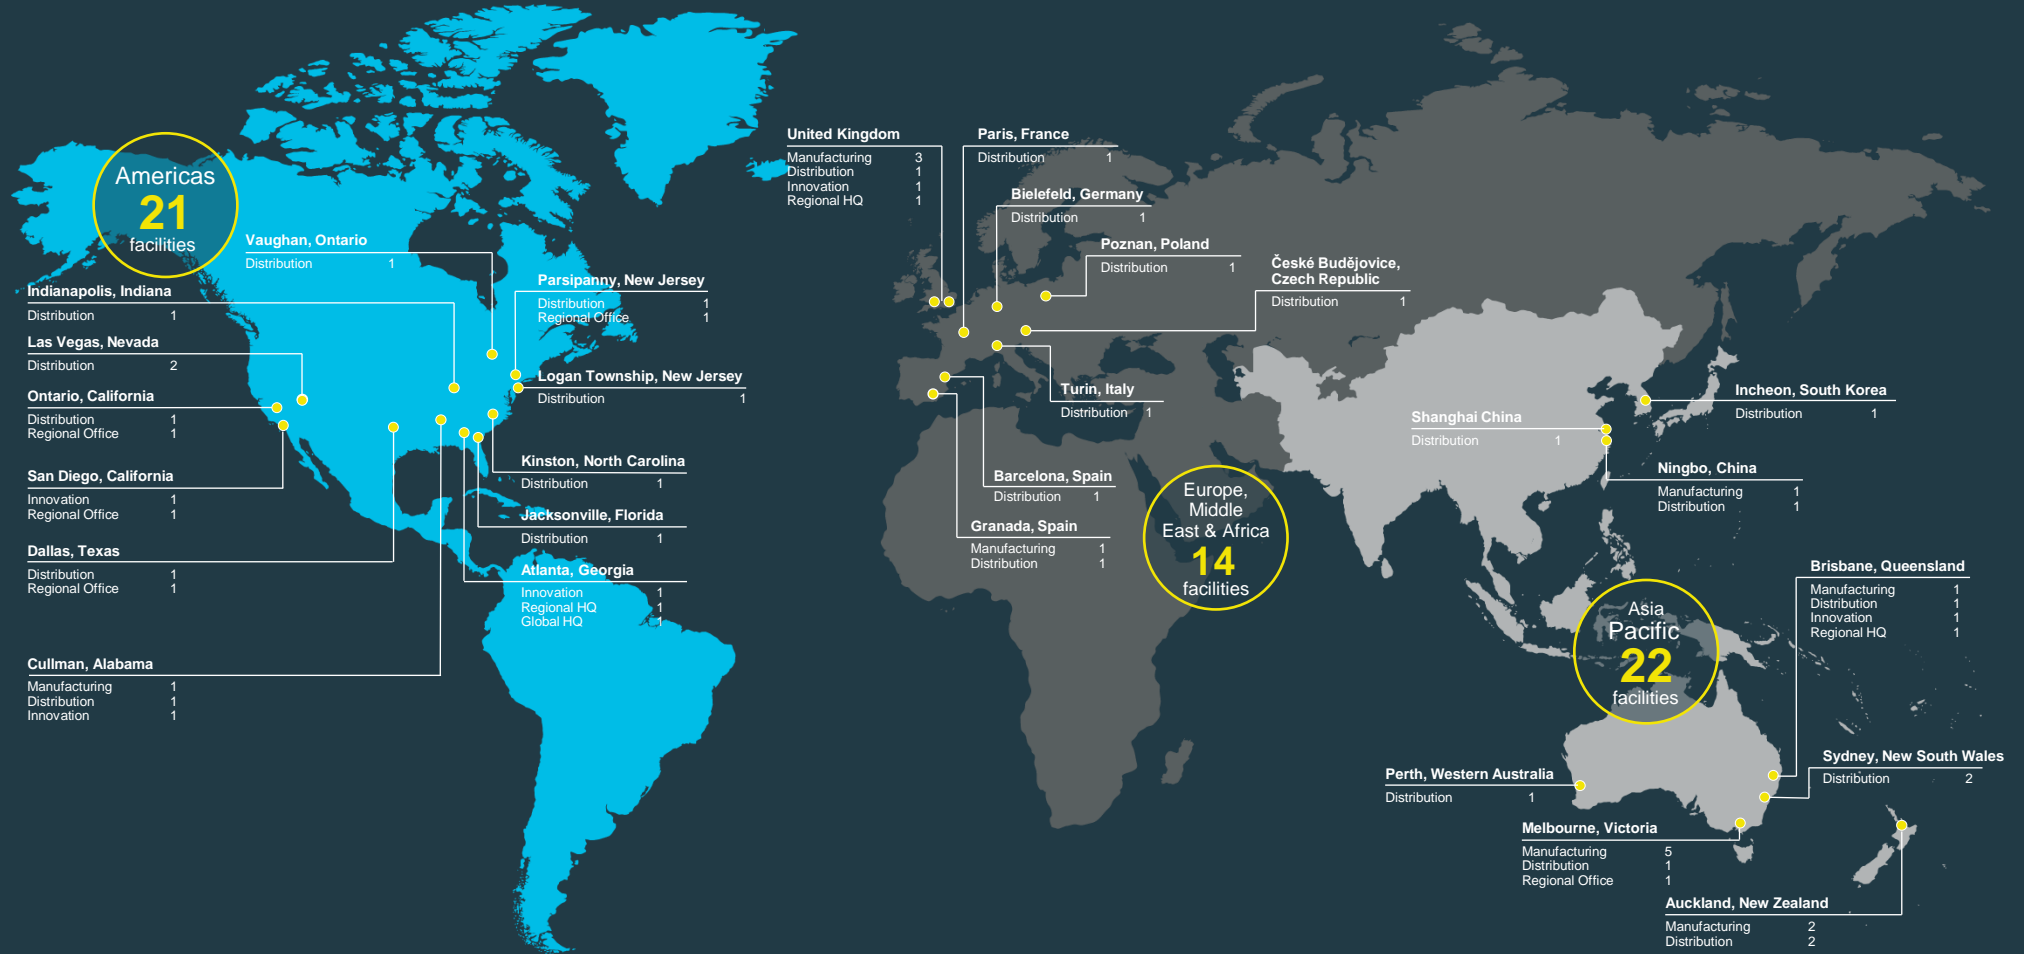 Americas
21
facilities
Vaughan, Ontario
Distribution 1
Indianapolis, Indiana
Distribution 1
Las Vegas, Nevada
Distribution 2
Ontario, California
Distribution 1
Regional Office 1
San Diego, California
Innovation 1
Regional Office 1
Dallas, Texas
Distribution 1
Regional Office 1
Cullman, Alabama
Manufacturing 1
Distribution 1
Innovation 1
Parsipanny, New Jersey
Distribution 1
Regional Office 1
Logan Township, New Jersey
Distribution 1
Kinston, North Carolina
Distribution 1
Jacksonville, Florida
Distribution 1
Atlanta, Georgia
Innovation 1
Regional HQ 1
Global HQ 1
United Kingdom
Manufacturing 3
Distribution 1
Innovation 1
Regional HQ 1
Paris, France
Distribution 1
Bielefeld, Germany
Distribution 1
Poznan, Poland
Distribution 1
České Budějovice,
Czech Republic
Distribution 1
Turin, Italy
Distribution 1
Barcelona, Spain
Distribution 1
Granada, Spain
Manufacturing 1
Distribution 1
Europe,
Middle
East & Africa
14
facilities
Shanghai China
Distribution 1
Incheon, South Korea
Distribution 1
Ningbo, China
Manufacturing 1
Distribution 1
Asia
Pacific
22
facilities
Brisbane, Queensland
Manufacturing 1
Distribution 1
Innovation 1
Regional HQ 1
Sydney, New South Wales
Distribution 2
Perth, Western Australia
Distribution 1
Melbourne, Victoria
Manufacturing 5
Distribution 1
Regional Office 1
Auckland, New Zealand
Manufacturing 2
Distribution 2